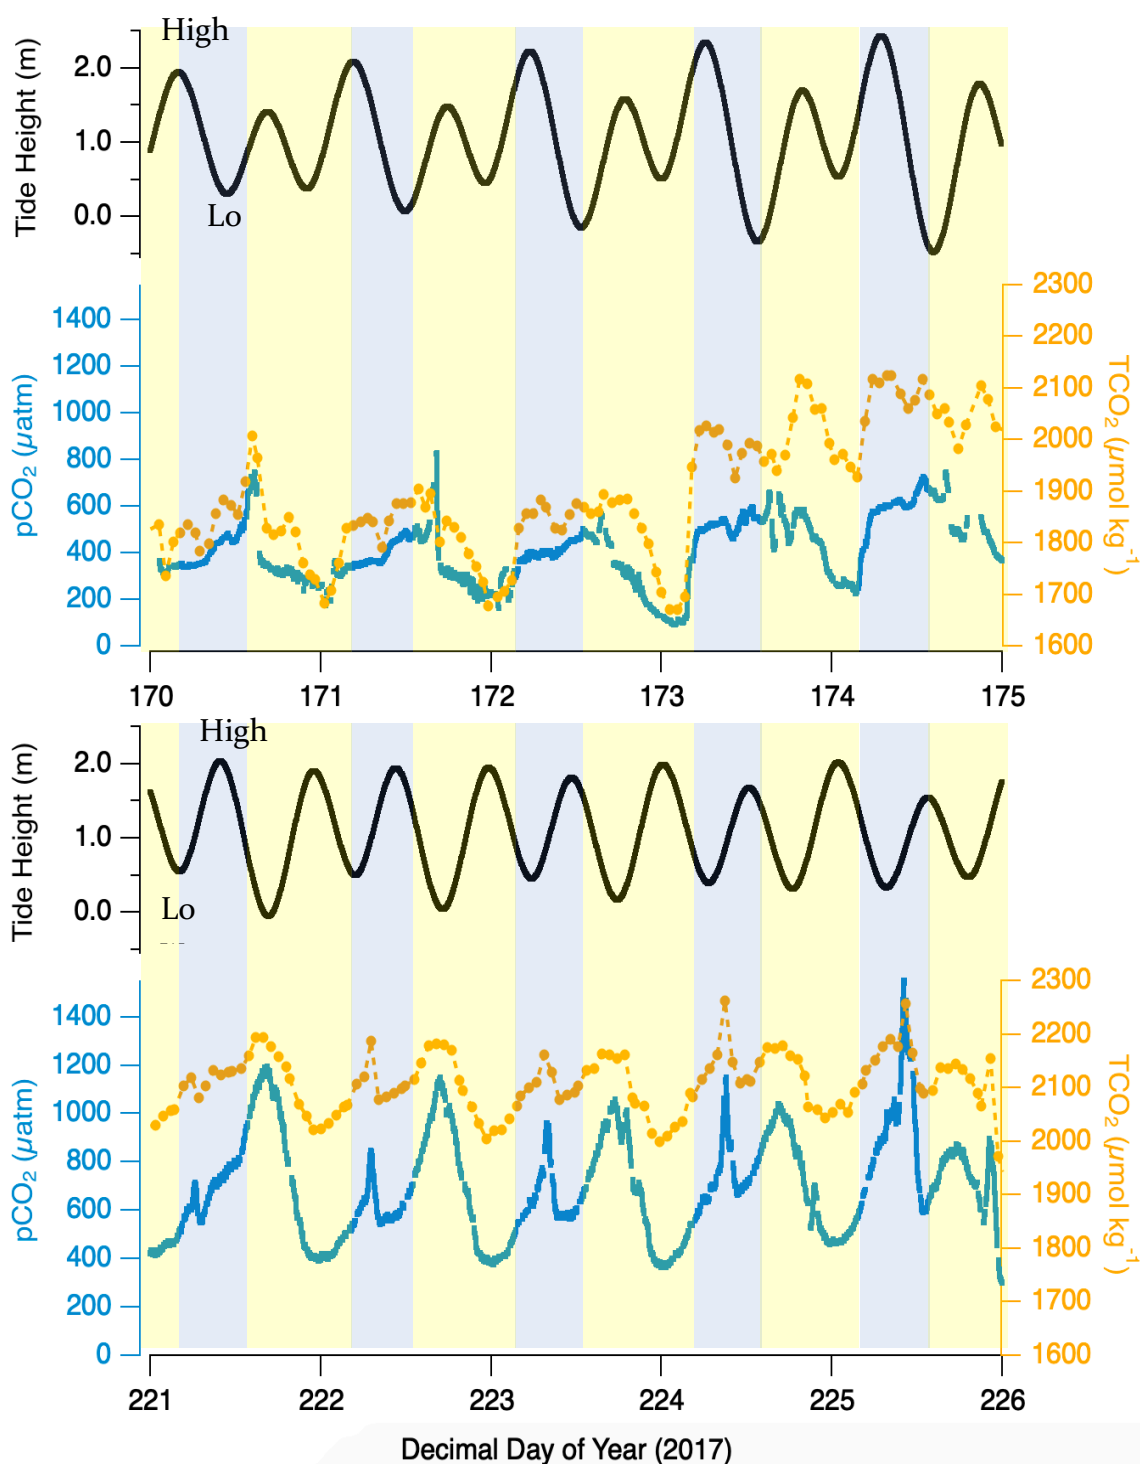 High
Tide Height (m)
2.0
1.0
0.0
Lo
pCO₂ (µatm)
1400
1200
1000
800
600
400
200
0
2300
2200
2100
2000
1900
1800
1700
1600
TCO₂ (µmol kg⁻¹)
170 171 172 173 174 175
High
Tide Height (m)
2.0
1.0
0.0
Lo
pCO₂ (µatm)
1400
1200
1000
800
600
400
200
0
2300
2200
2100
2000
1900
1800
1700
1600
TCO₂ (µmol kg⁻¹)
221 222 223 224 225 226
Decimal Day of Year (2017)